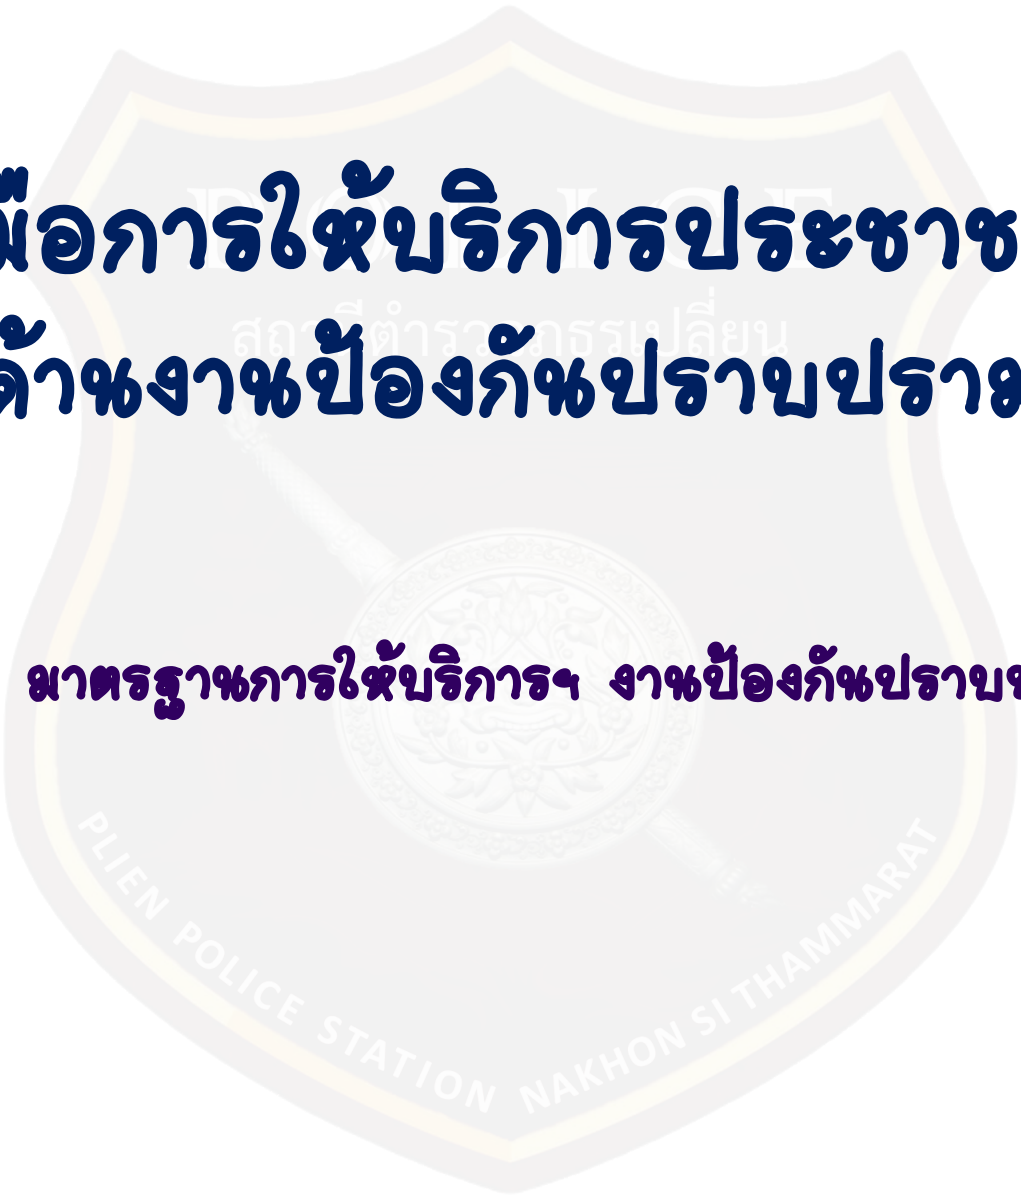 มือการให้บริการประชาช
ด้านงานป้องกันปราบปราม
มาตรฐานการให้บริการฯ งานป้องกันปราบป
POLICE
สถานีตำรวจภูธรเปลี่ยน
PLIEN POLICE STATION NAKHON SI THAMMARAT